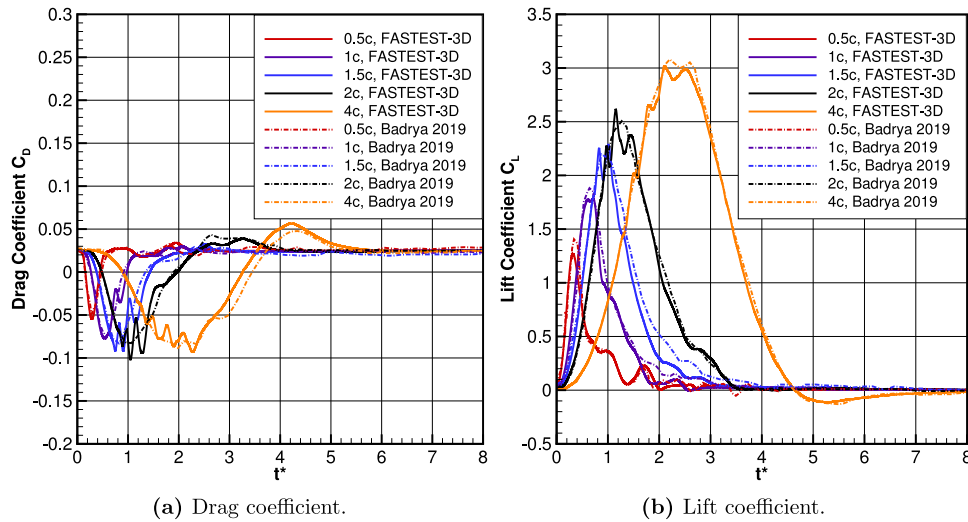 0.3
0.25
0.2
0.15
0.1
0.05
0
-0.05
-0.1
-0.15
-0.2
Drag Coefficient C_D
0 1 2 3 4 5 6 7 8
t*
0.5c, FASTEST-3D
1c, FASTEST-3D
1.5c, FASTEST-3D
2c, FASTEST-3D
4c, FASTEST-3D
0.5c, Badrya 2019
1c, Badrya 2019
1.5c, Badrya 2019
2c, Badrya 2019
4c, Badrya 2019
(a) Drag coefficient.
3.5
3
2.5
2
1.5
1
0.5
0
-0.5
Lift Coefficient C_L
0 1 2 3 4 5 6 7 8
t*
0.5c, FASTEST-3D
1c, FASTEST-3D
1.5c, FASTEST-3D
2c, FASTEST-3D
4c, FASTEST-3D
0.5c, Badrya 2019
1c, Badrya 2019
1.5c, Badrya 2019
2c, Badrya 2019
4c, Badrya 2019
(b) Lift coefficient.